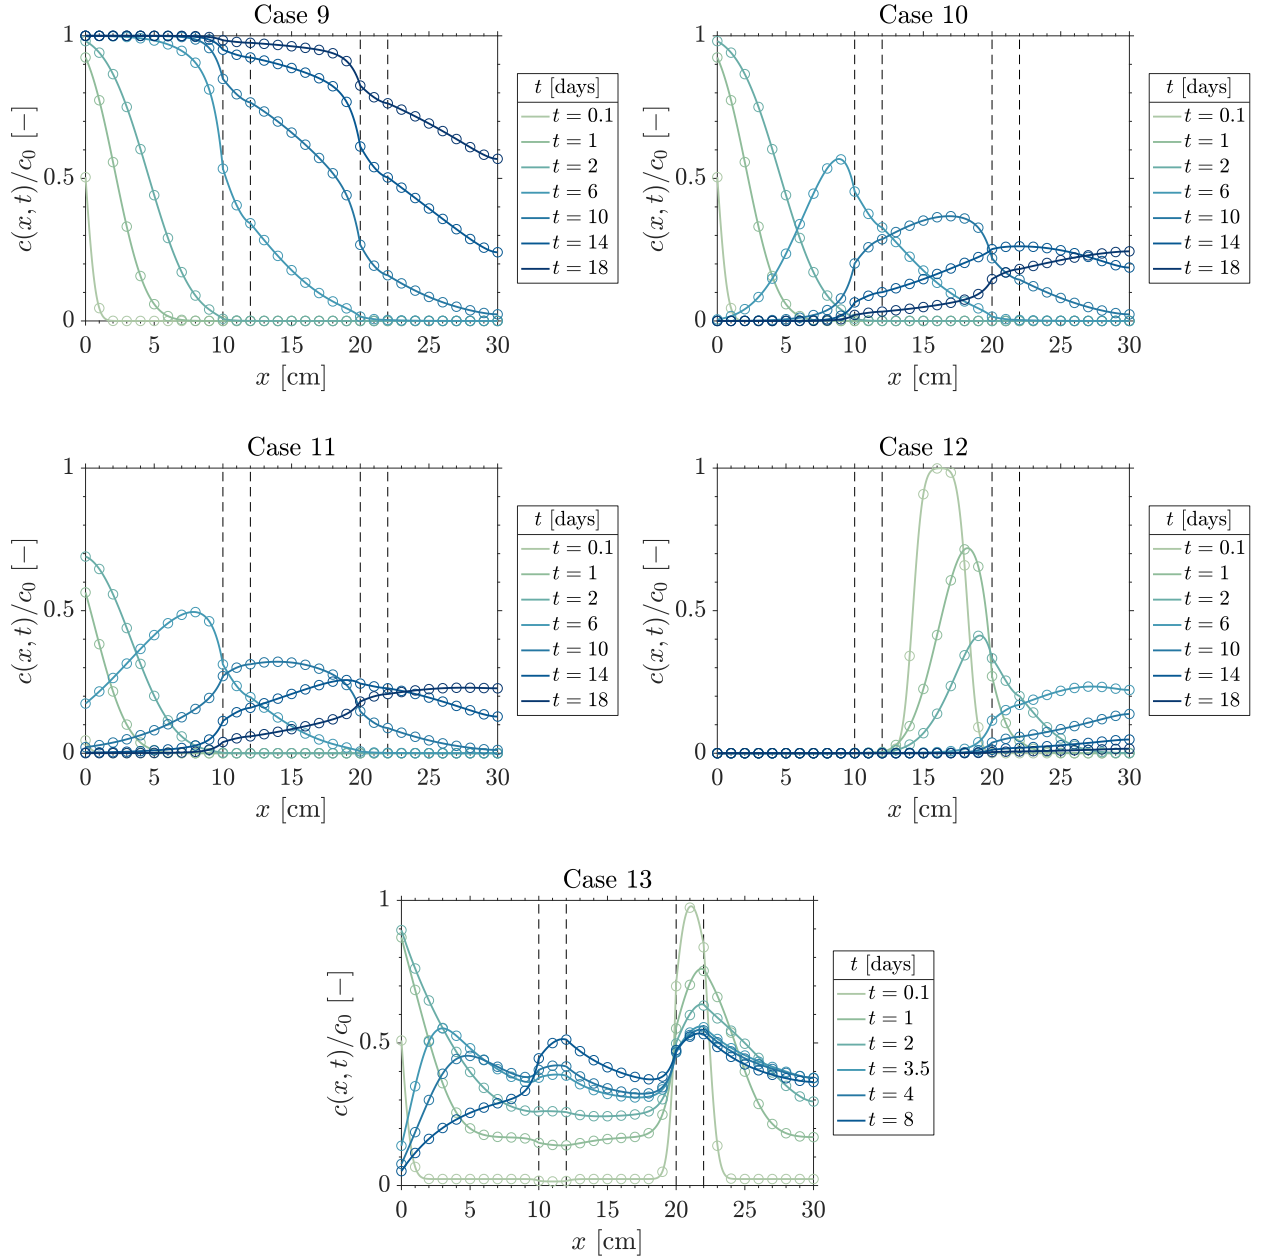 Case 9
1
0.5
0
c(x, t)/c₀ [−]
0 5 10 15 20 25 30
x [cm]
t [days]
t = 0.1
t = 1
t = 2
t = 6
t = 10
t = 14
t = 18
Case 10
1
0.5
0
c(x, t)/c₀ [−]
0 5 10 15 20 25 30
x [cm]
t [days]
t = 0.1
t = 1
t = 2
t = 6
t = 10
t = 14
t = 18
Case 11
1
0.5
0
c(x, t)/c₀ [−]
0 5 10 15 20 25 30
x [cm]
t [days]
t = 0.1
t = 1
t = 2
t = 6
t = 10
t = 14
t = 18
Case 12
1
0.5
0
c(x, t)/c₀ [−]
0 5 10 15 20 25 30
x [cm]
t [days]
t = 0.1
t = 1
t = 2
t = 6
t = 10
t = 14
t = 18
Case 13
1
0.5
0
c(x, t)/c₀ [−]
0 5 10 15 20 25 30
x [cm]
t [days]
t = 0.1
t = 1
t = 2
t = 3.5
t = 4
t = 8